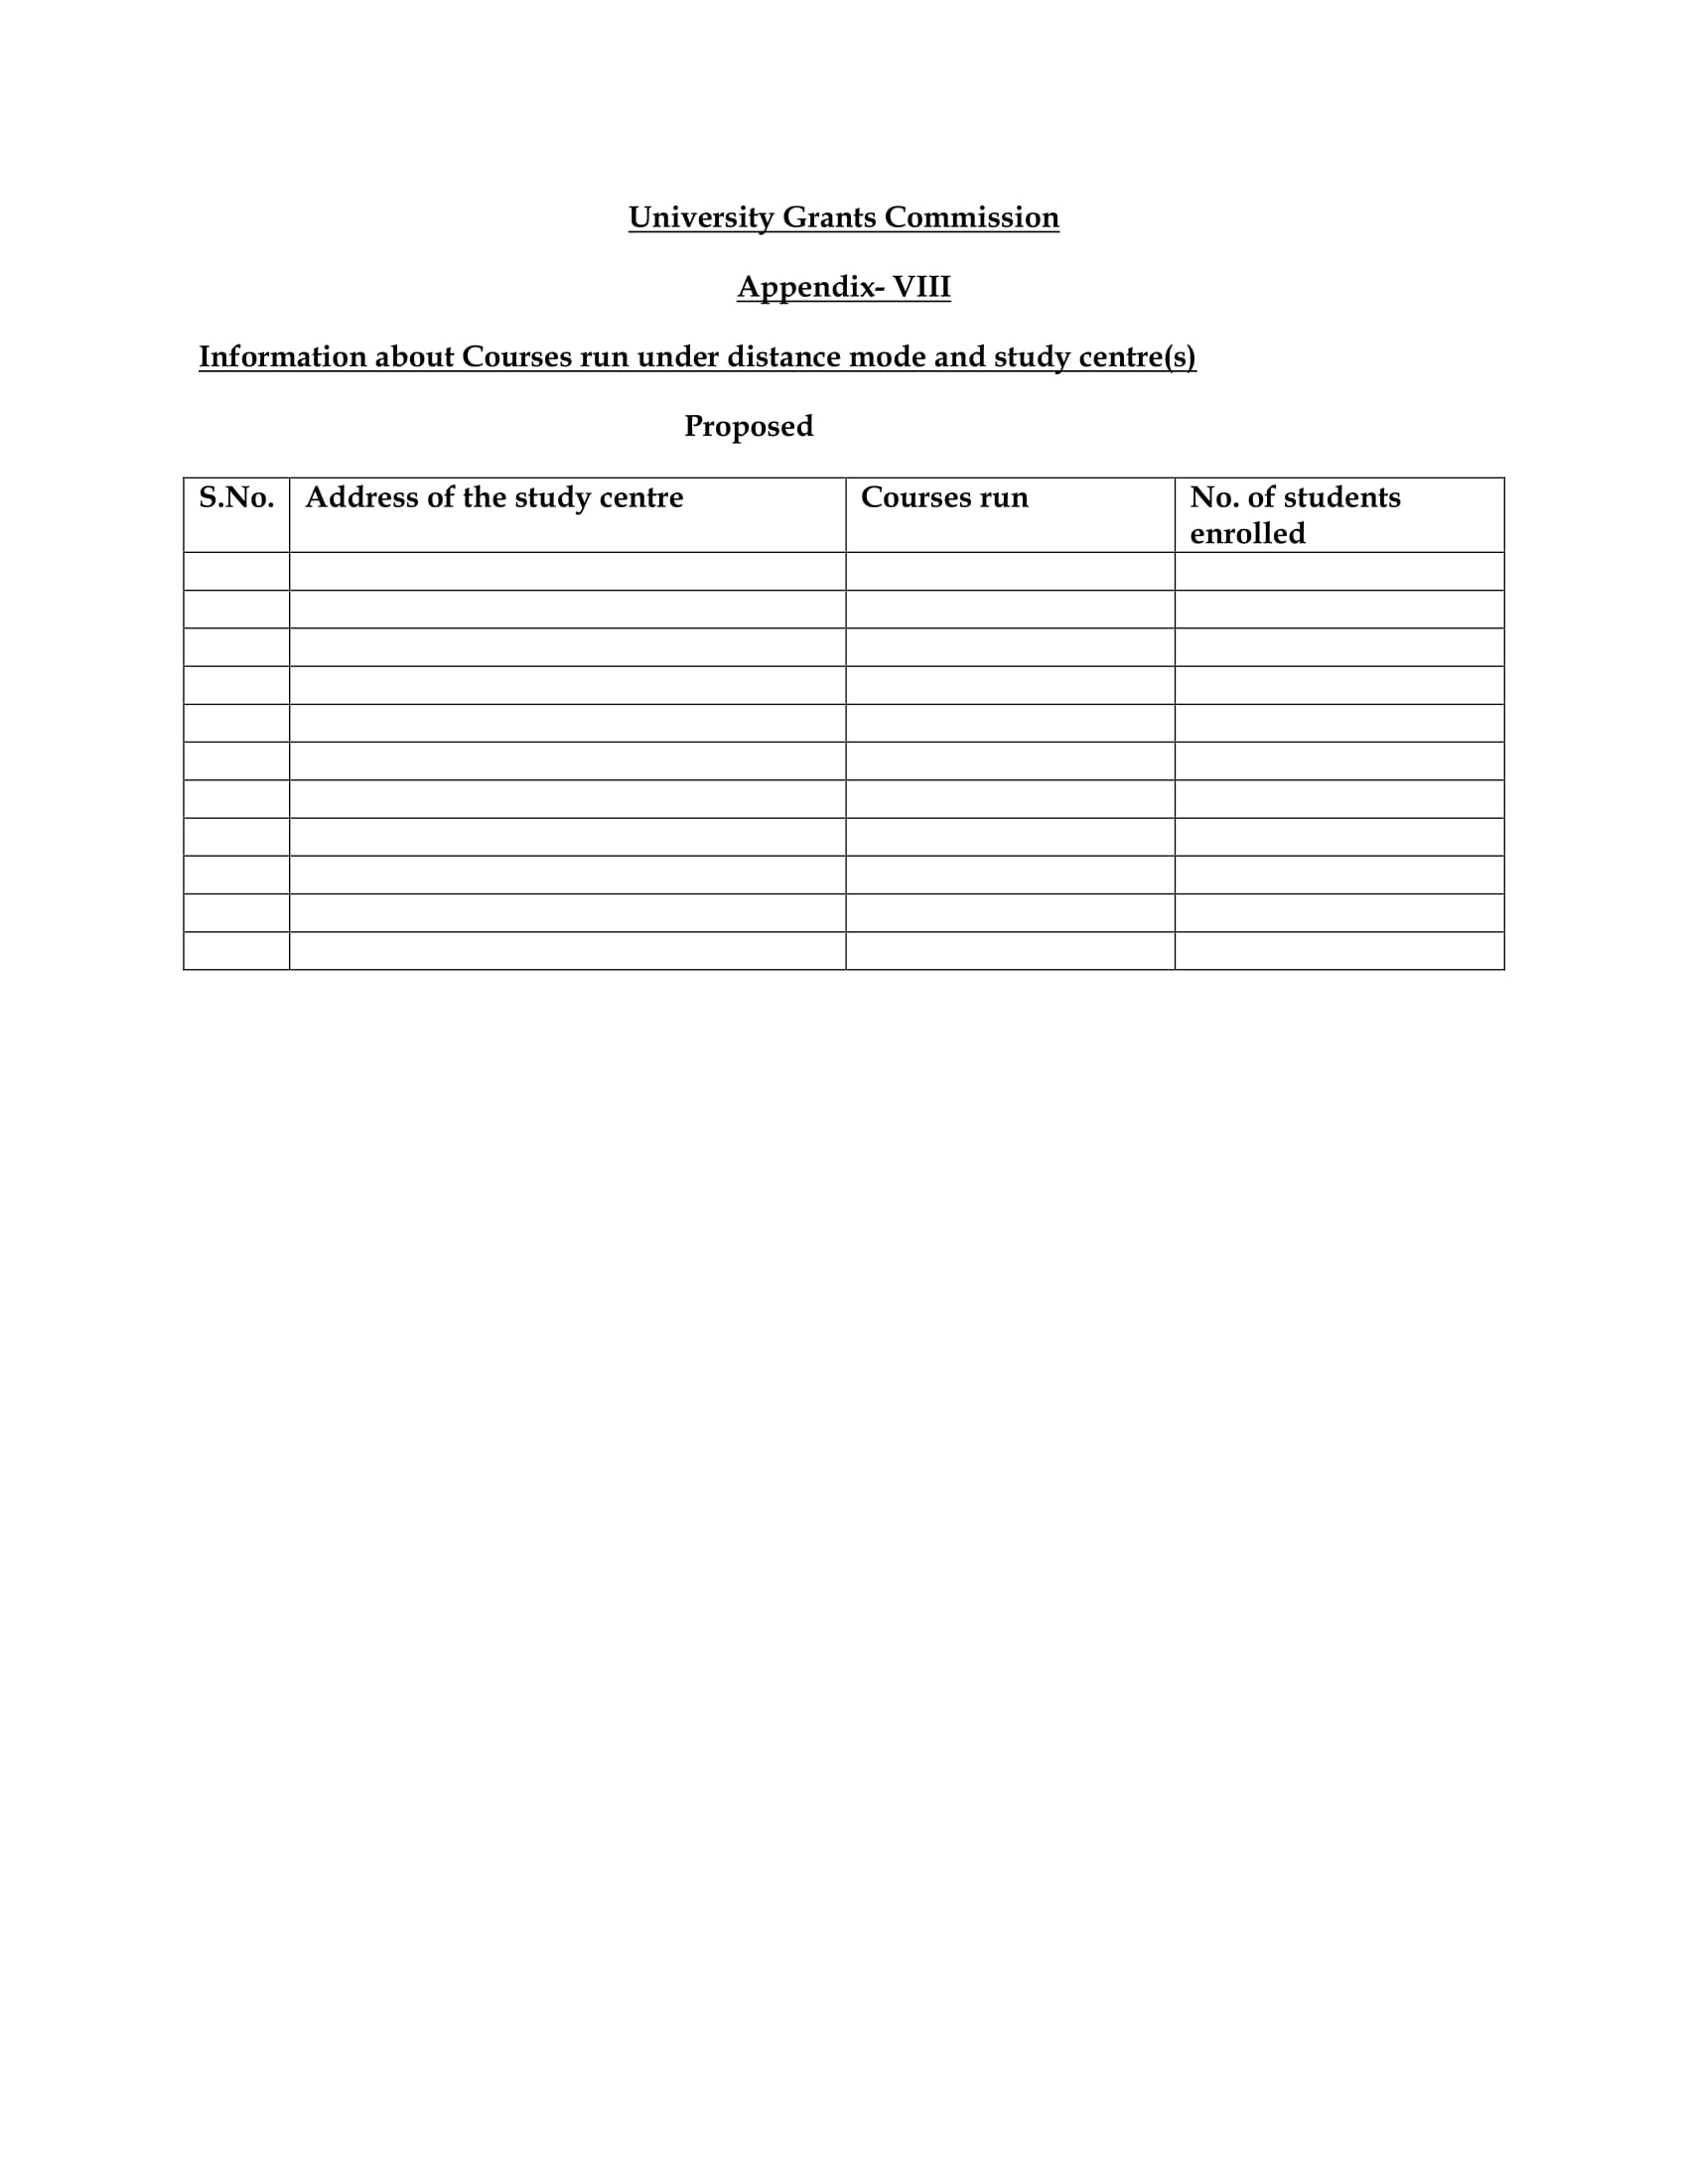 University Grants Commission
Appendix- VIII
Information about Courses run under distance mode and study centre(s)
Proposed
S.No. Address of the study centre Courses run No. of students
enrolled